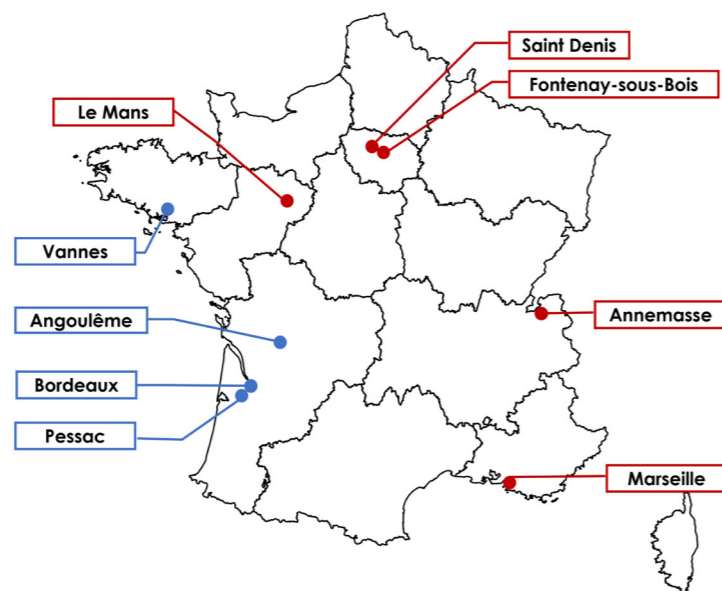 Saint Denis
Fontenay-sous-Bois
Le Mans
Vannes
Angoulême
Annemasse
Bordeaux
Pessac
Marseille